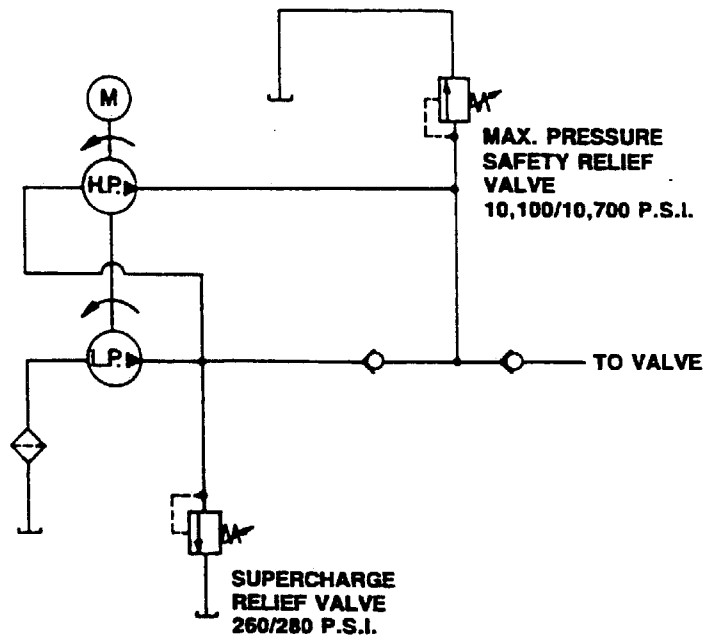 M
MAX. PRESSURE
SAFETY RELIEF
VALVE
10,100/10,700 P.S.I.
H.P.
L.P.
TO VALVE
SUPERCHARGE
RELIEF VALVE
260/280 P.S.I.